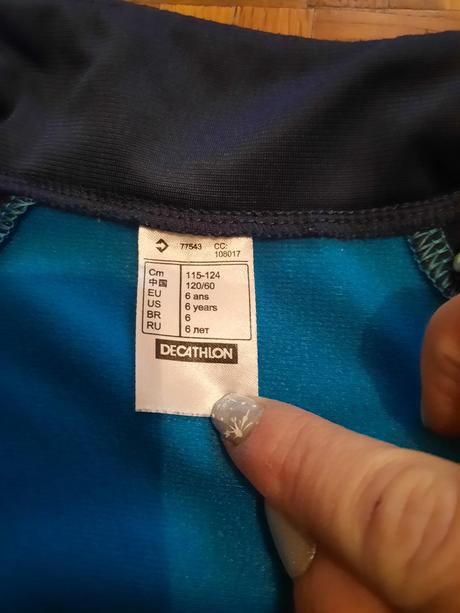 77543 CC:
108017
Cm 115-124
中国 120/60
EU 6 ans
US 6 years
BR 6
RU 6 лет
DECATHLON